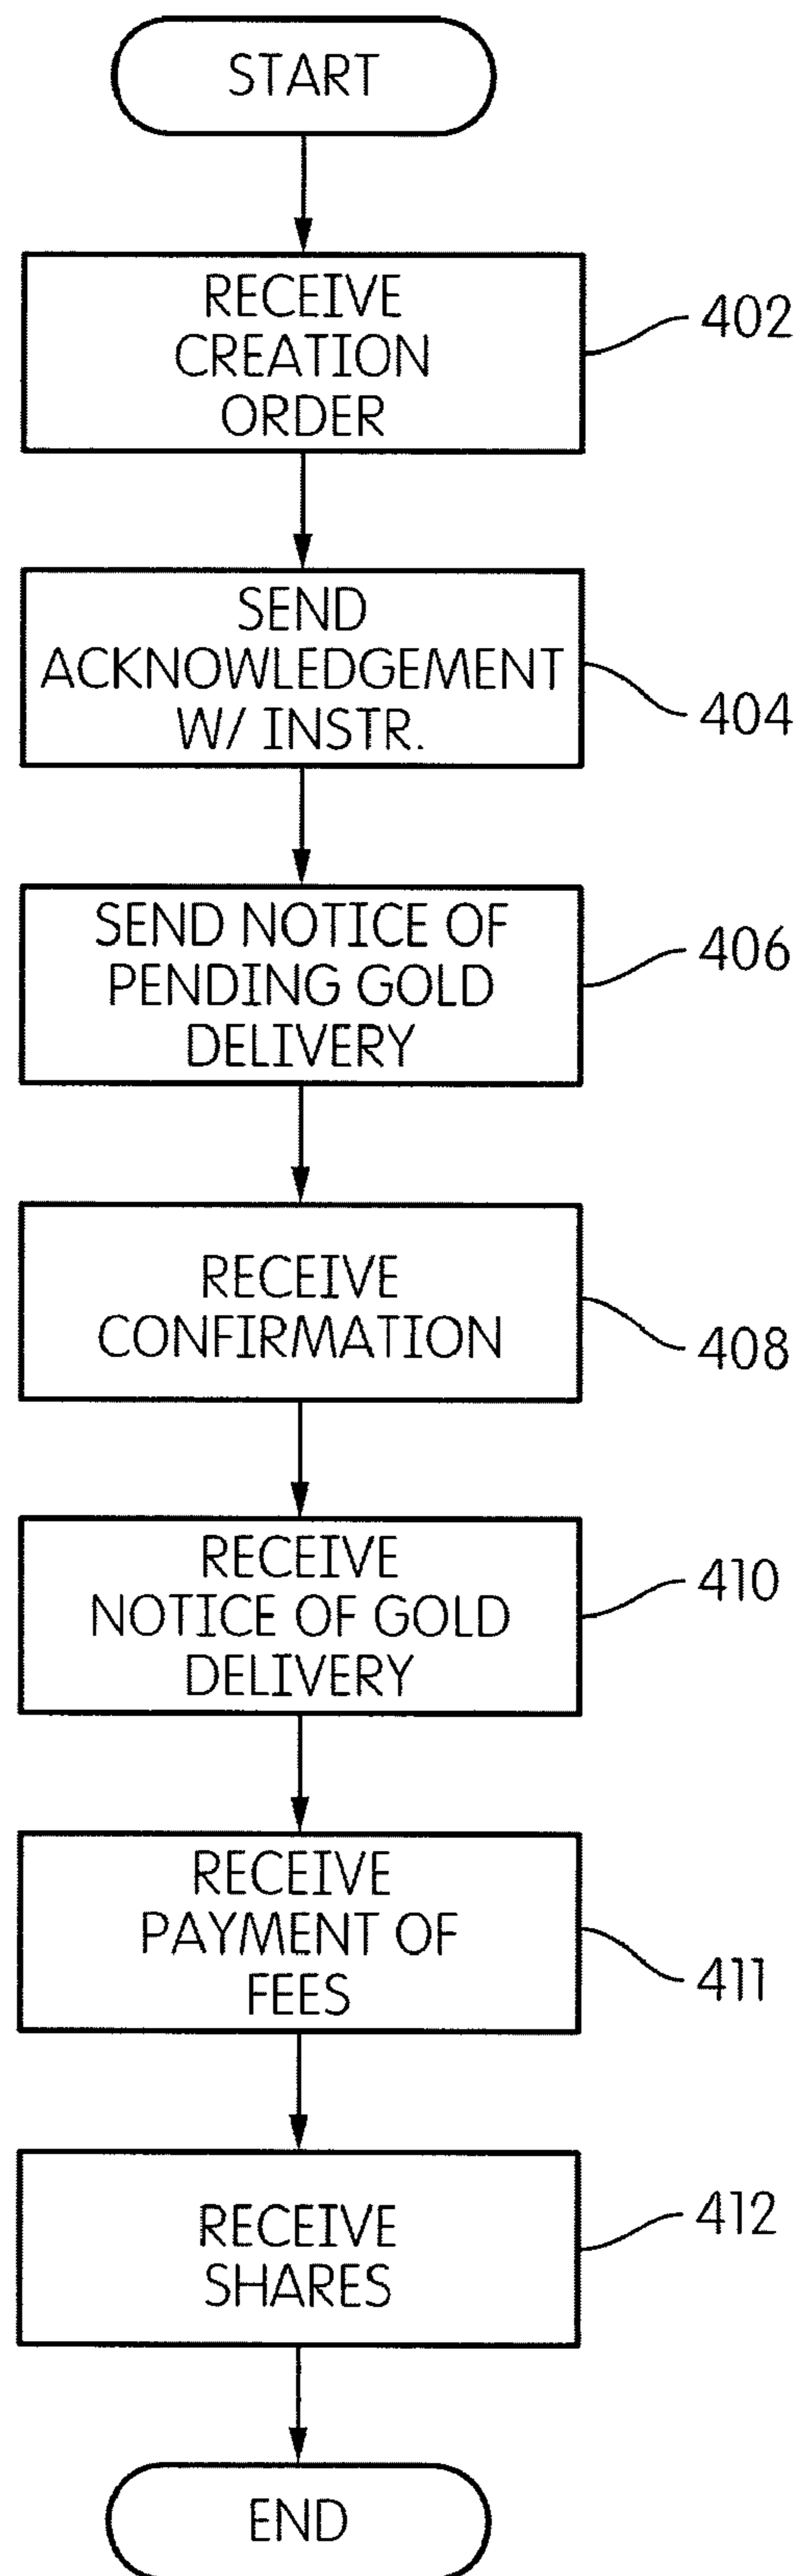 START
RECEIVE
CREATION
ORDER
402
SEND
ACKNOWLEDGEMENT
W/ INSTR.
404
SEND NOTICE OF
PENDING GOLD
DELIVERY
406
RECEIVE
CONFIRMATION
408
RECEIVE
NOTICE OF GOLD
DELIVERY
410
RECEIVE
PAYMENT OF
FEES
411
RECEIVE
SHARES
412
END